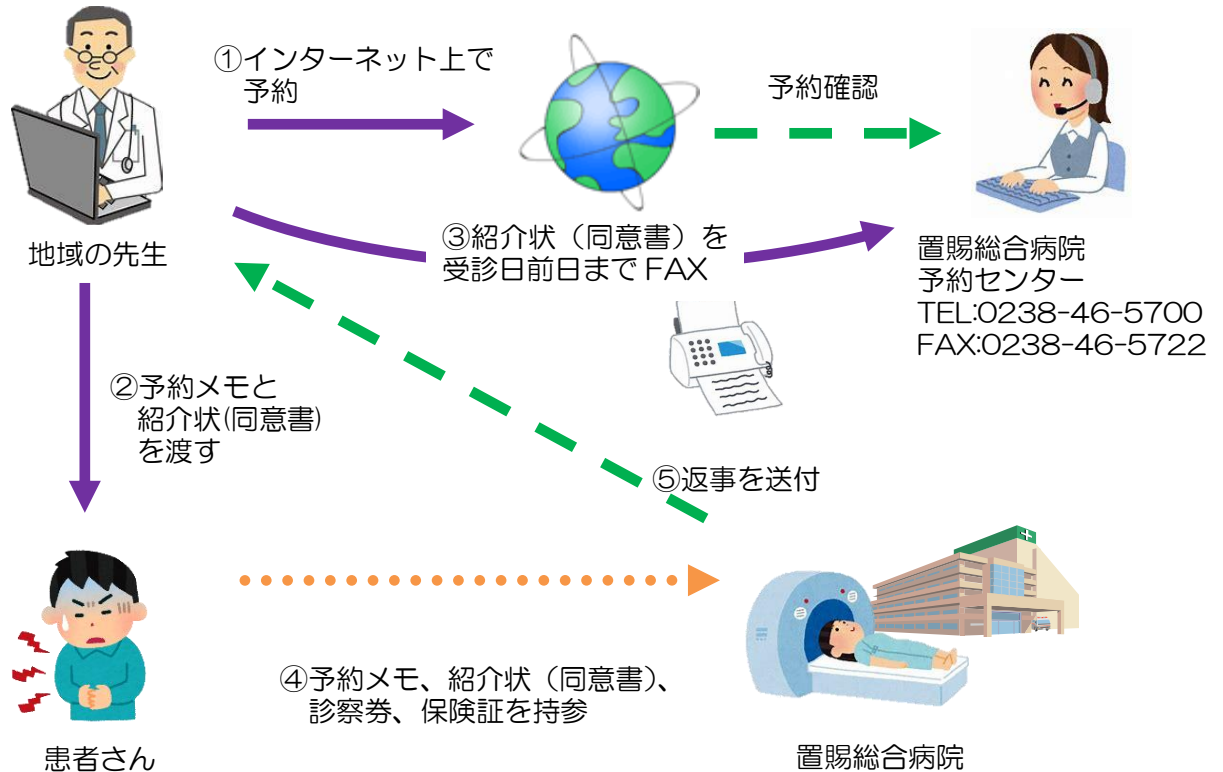 ①インターネット上で
予約
予約確認
地域の先生
③紹介状（同意書）を
受診日前日まで FAX
置賜総合病院
予約センター
TEL:0238-46-5700
FAX:0238-46-5722
②予約メモと
紹介状(同意書)
を渡す
⑤返事を送付
④予約メモ、紹介状（同意書）、
診察券、保険証を持参
患者さん
置賜総合病院